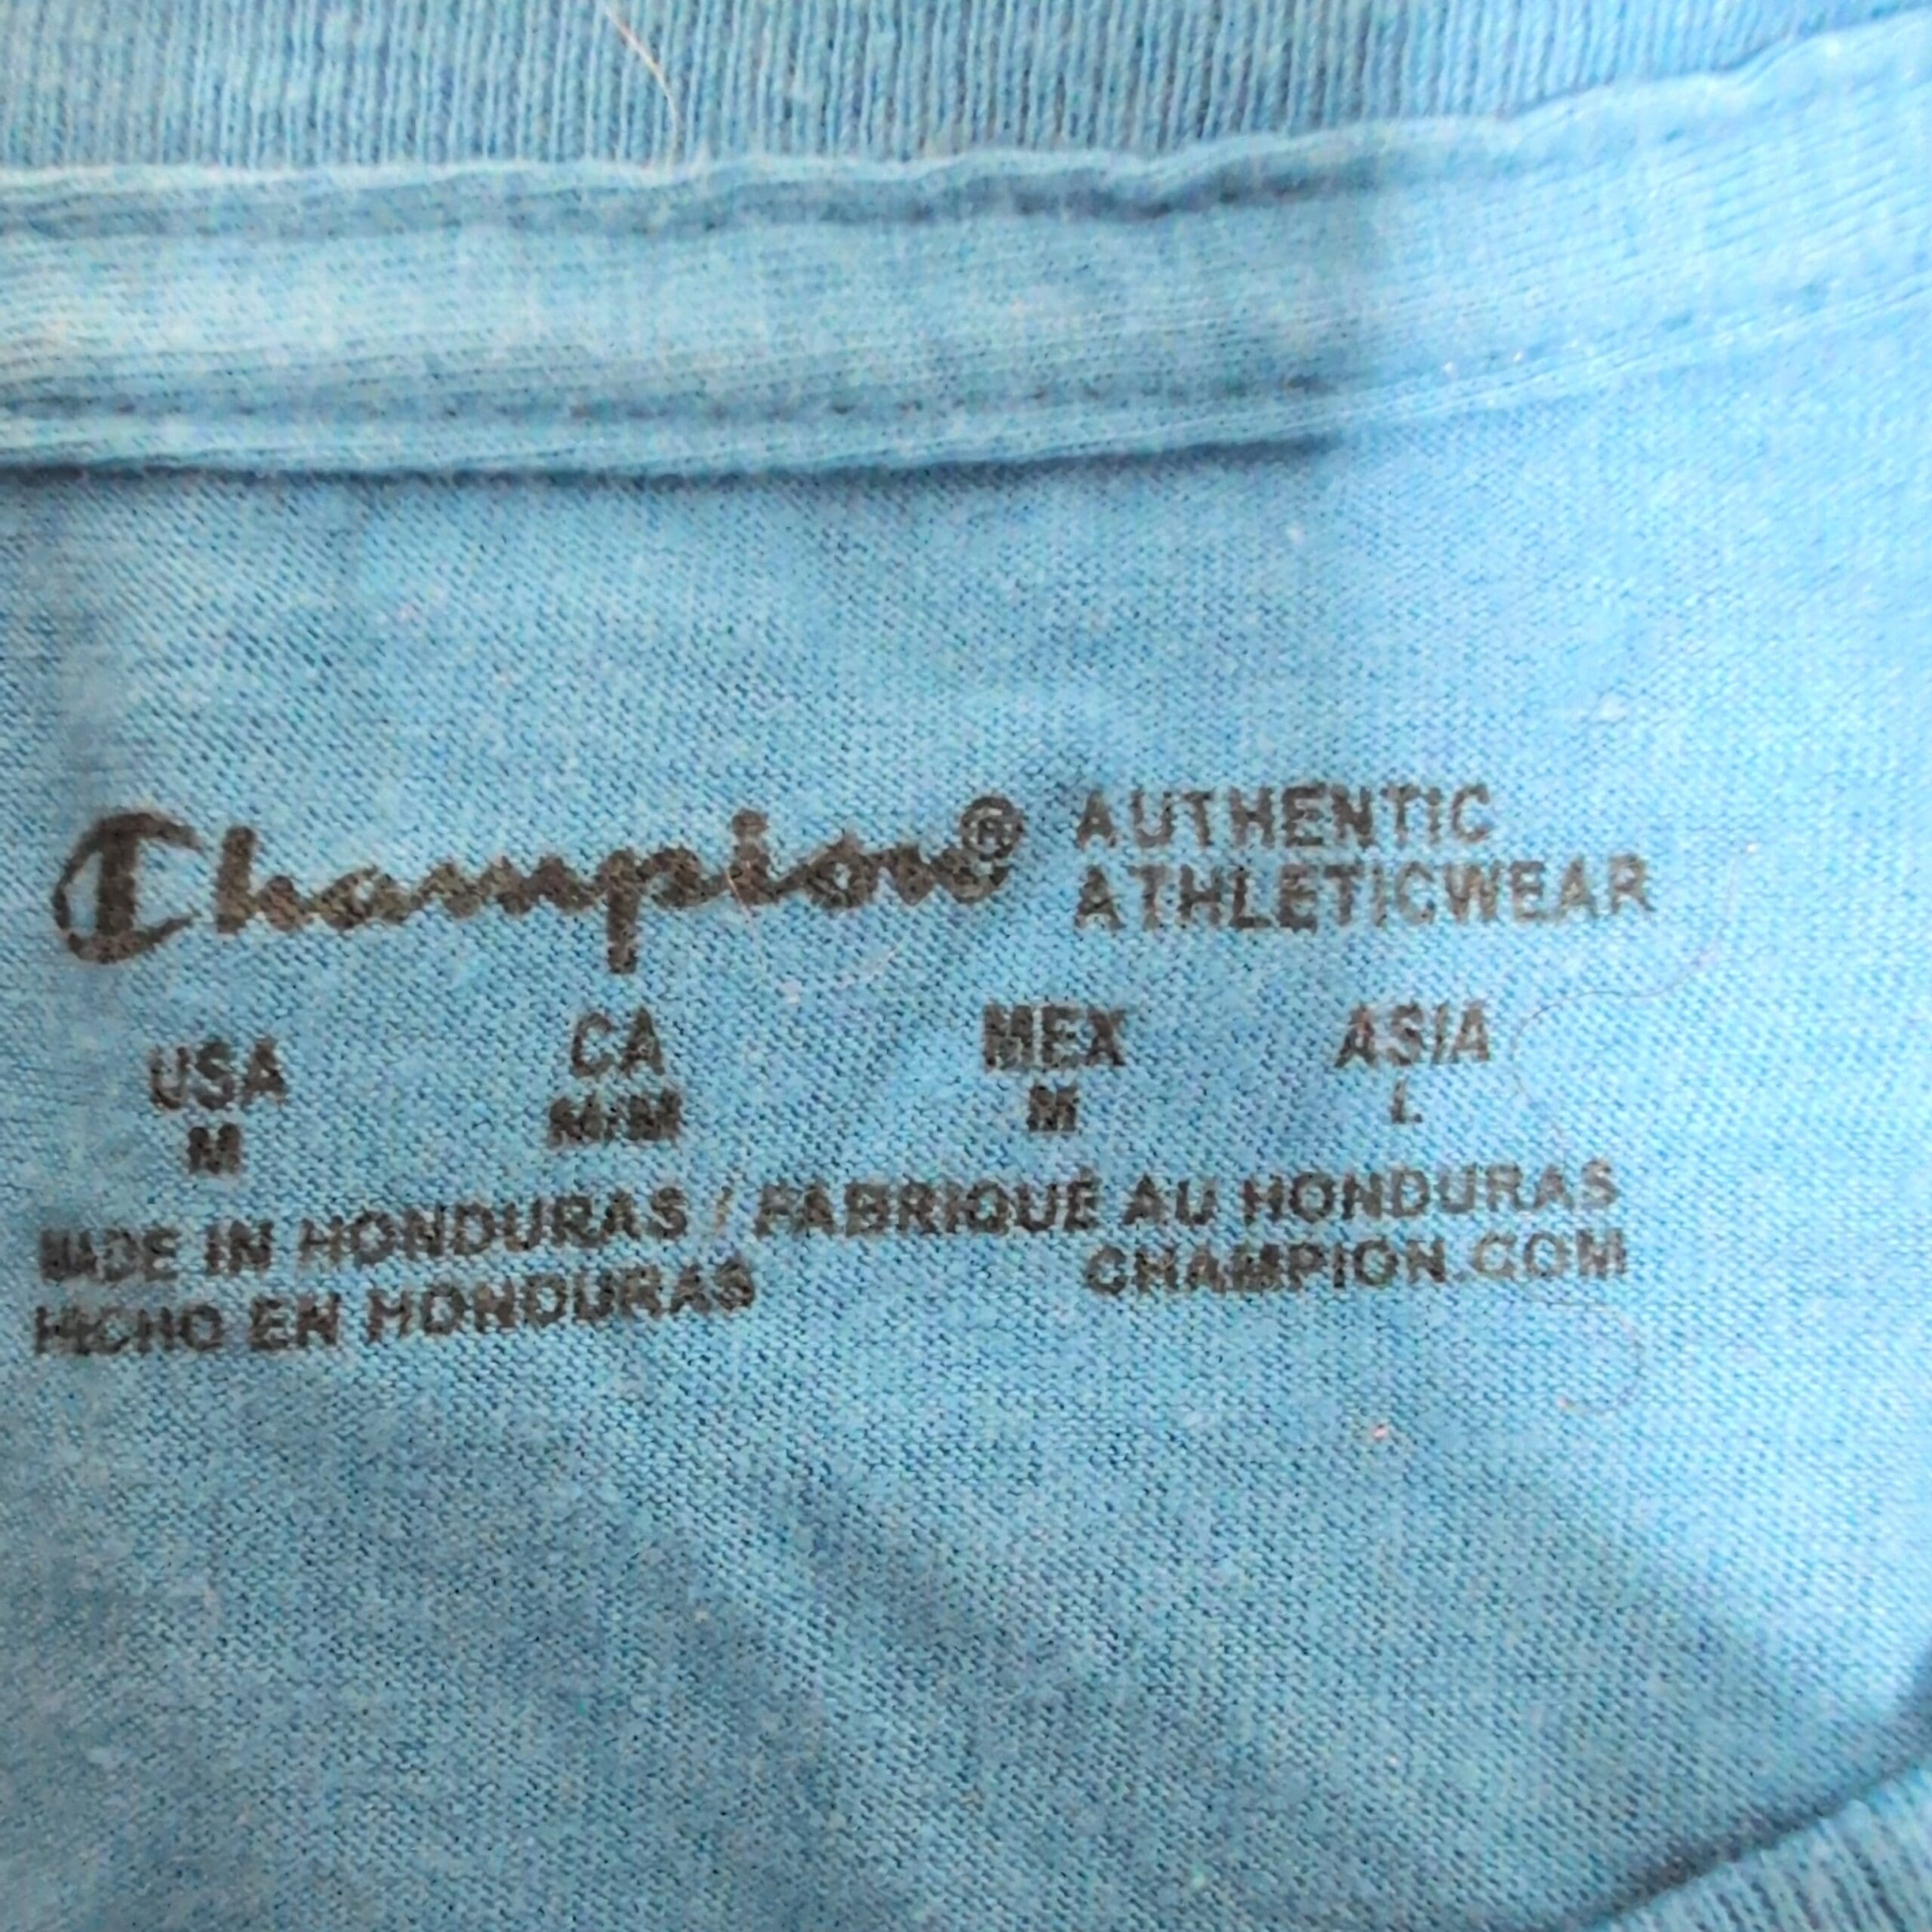 Champion® AUTHENTIC
ATHLETICWEAR
USA CA MEX ASIA
M M/M M L
MADE IN HONDURAS / FABRIQUÉ AU HONDURAS
HECHO EN HONDURAS CHAMPION.COM